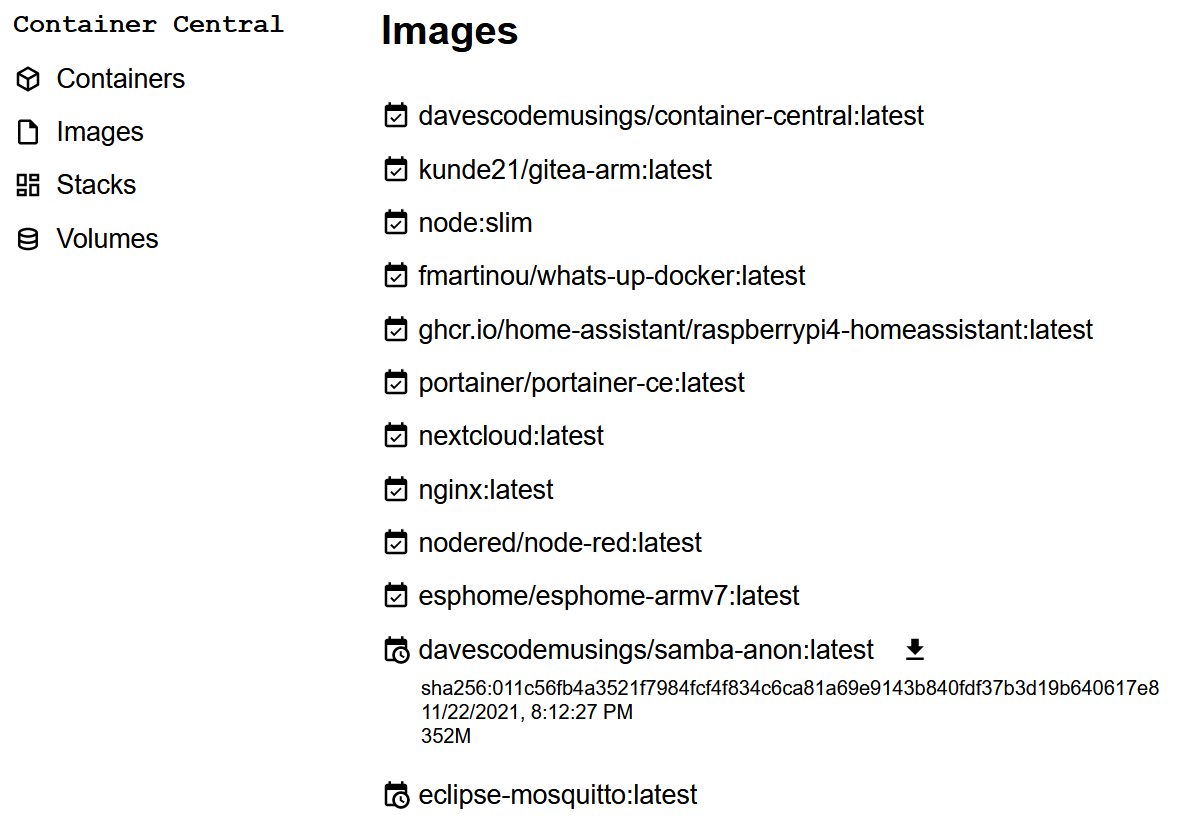 Container Central
Containers
Images
Stacks
Volumes
Images
davescodemusings/container-central:latest
kunde21/gitea-arm:latest
node:slim
fmartinou/whats-up-docker:latest
ghcr.io/home-assistant/raspberrypi4-homeassistant:latest
portainer/portainer-ce:latest
nextcloud:latest
nginx:latest
nodered/node-red:latest
esphome/esphome-armv7:latest
davescodemusings/samba-anon:latest
sha256:011c56fb4a3521f7984fcf4f834c6ca81a69e9143b840fdf37b3d19b640617e8
11/22/2021, 8:12:27 PM
352M
eclipse-mosquitto:latest